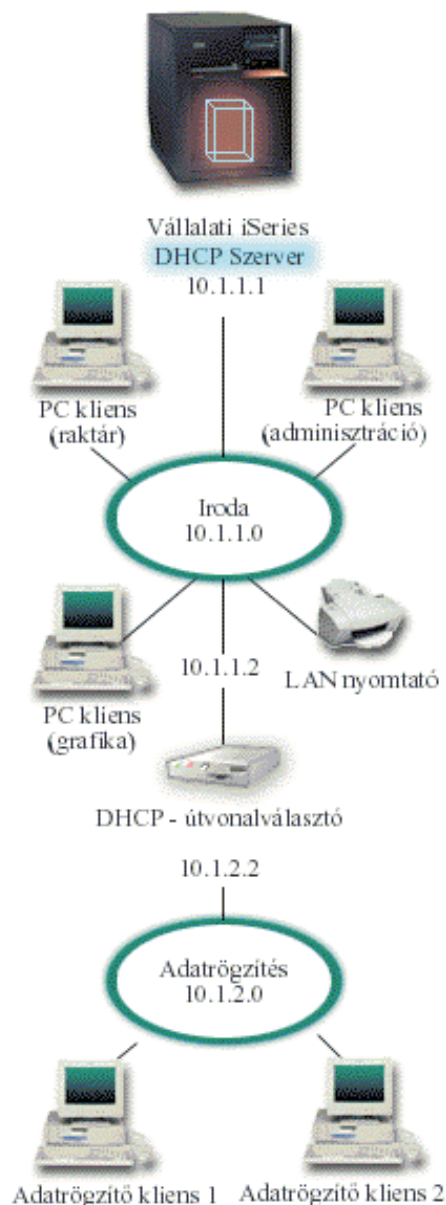 Vállalati iSeries
DHCP Szerver
10.1.1.1
PC kliens
(raktár)
PC kliens
(adminisztráció)
Iroda
10.1.1.0
10.1.1.2
LAN nyomtató
PC kliens
(grafika)
DHCP - útvonalválasztó
10.1.2.2
Adatrögzítés
10.1.2.0
Adatrögzítő kliens 1
Adatrögzítő kliens 2